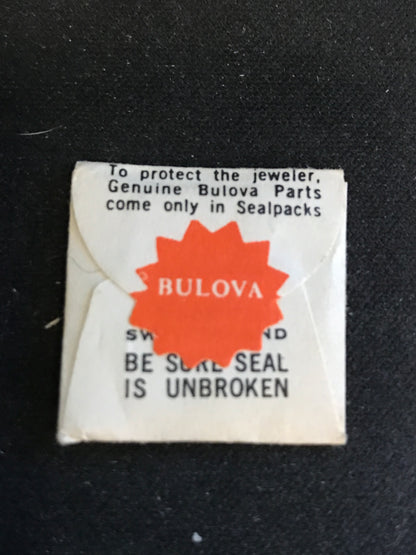 To protect the jeweler,
Genuine Bulova Parts
come only in Sealpacks
BULOVA
BE SURE SEAL
IS UNBROKEN